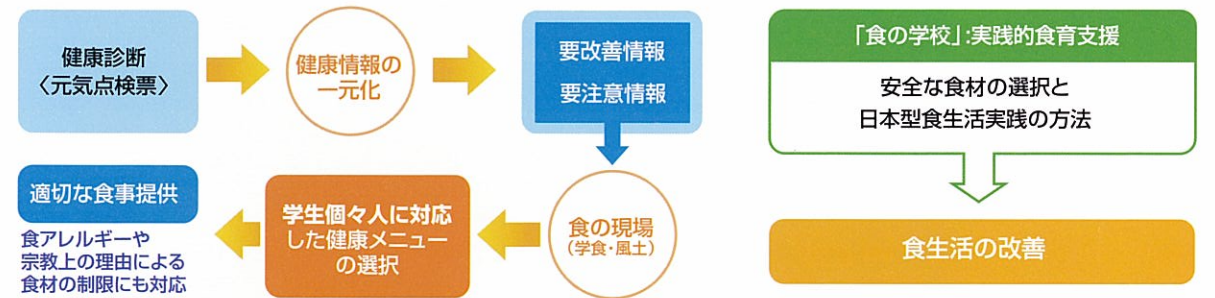 健康診断
〈元気点検票〉
健康情報の
一元化
要改善情報
要注意情報
食の現場
（学食・風土）
学生個々人に対応
した健康メニュー
の選択
適切な食事提供
食アレルギーや
宗教上の理由による
食材の制限にも対応
「食の学校」：実践的食育支援
安全な食材の選択と
日本型食生活実践の方法
食生活の改善